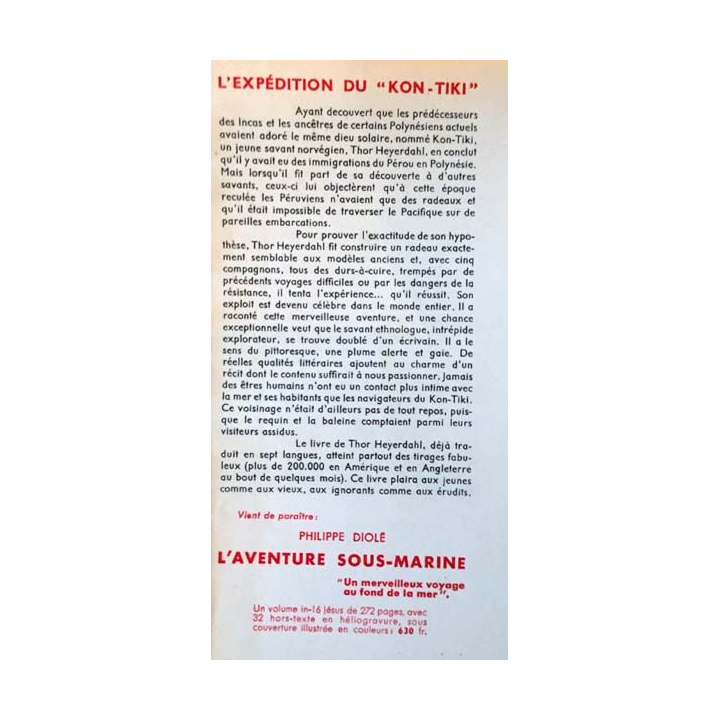 L'EXPÉDITION DU "KON-TIKI"
Ayant decouvert que les prédécesseurs
des Incas et les ancêtres de certains Polynésiens actuels
avaient adoré le même dieu solaire, nommé Kon-Tiki,
un jeune savant norvégien, Thor Heyerdahl, en conclut
qu'il y avait eu des immigrations du Pérou en Polynésie.
Mais lorsqu'il fit part de sa découverte à d'autres
savants, ceux-ci lui objectèrent qu'à cette époque
reculée les Péruviens n'avaient que des radeaux et
qu'il était impossible de traverser le Pacifique sur de
pareilles embarcations.
Pour prouver l'exactitude de son hypo-
thèse, Thor Heyerdahl fit construire un radeau exacte-
ment semblable aux modèles anciens et, avec cinq
compagnons, tous des durs-à-cuire, trempés par de
précédents voyages difficiles ou par les dangers de la
résistance, il tenta l'expérience... qu'il réussit. Son
exploit est devenu célèbre dans le monde entier. Il a
raconté cette merveilleuse aventure, et une chance
exceptionnelle veut que le savant ethnologue, intrépide
explorateur, se trouve doublé d'un écrivain. Il a le
sens du pittoresque, une plume alerte et gaie. De
réelles qualités littéraires ajoutent au charme d'un
récit dont le contenu suffirait à nous passionner. Jamais
des êtres humains n'ont eu un contact plus intime avec
la mer et ses habitants que les navigateurs du Kon-Tiki.
Ce voisinage n'était d'ailleurs pas de tout repos, puis-
que le requin et la baleine comptaient parmi leurs
visiteurs assidus.
Le livre de Thor Heyerdahl, déjà tra-
duit en sept langues, atteint partout des tirages fabu-
leux (plus de 200.000 en Amérique et en Angleterre
au bout de quelques mois). Ce livre plaira aux jeunes
comme aux vieux, aux ignorants comme aux érudits.
Vient de paraître :
PHILIPPE DIOLÉ
L'AVENTURE SOUS-MARINE
"Un merveilleux voyage
au fond de la mer".
Un volume in-16 jésus de 272 pages, avec
32 hors-texte en héliogravure, sous
couverture illustrée en couleurs : 630 fr.